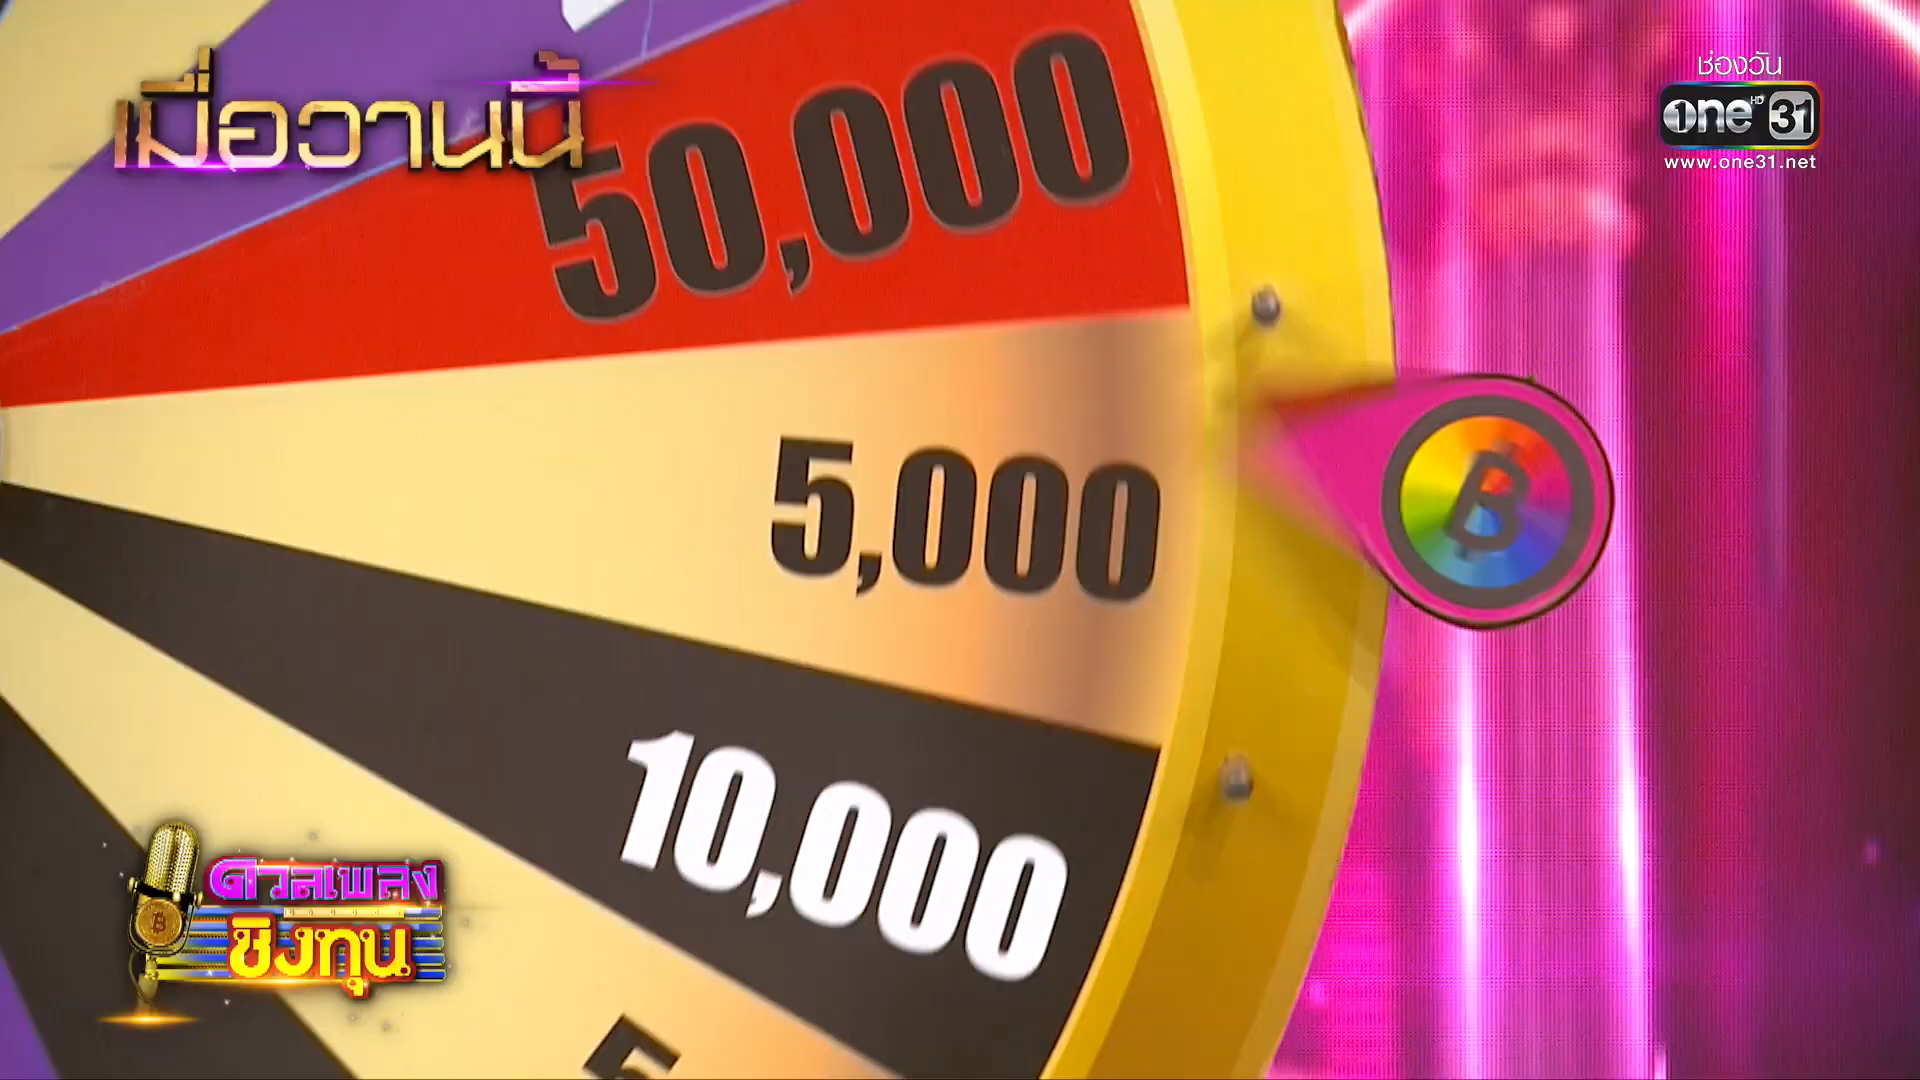 เมื่อวานนี้
ช่องวัน
one HD 31
www.one31.net
50,000
5,000
10,000
5
ดวลเพลง
ชิงทุน